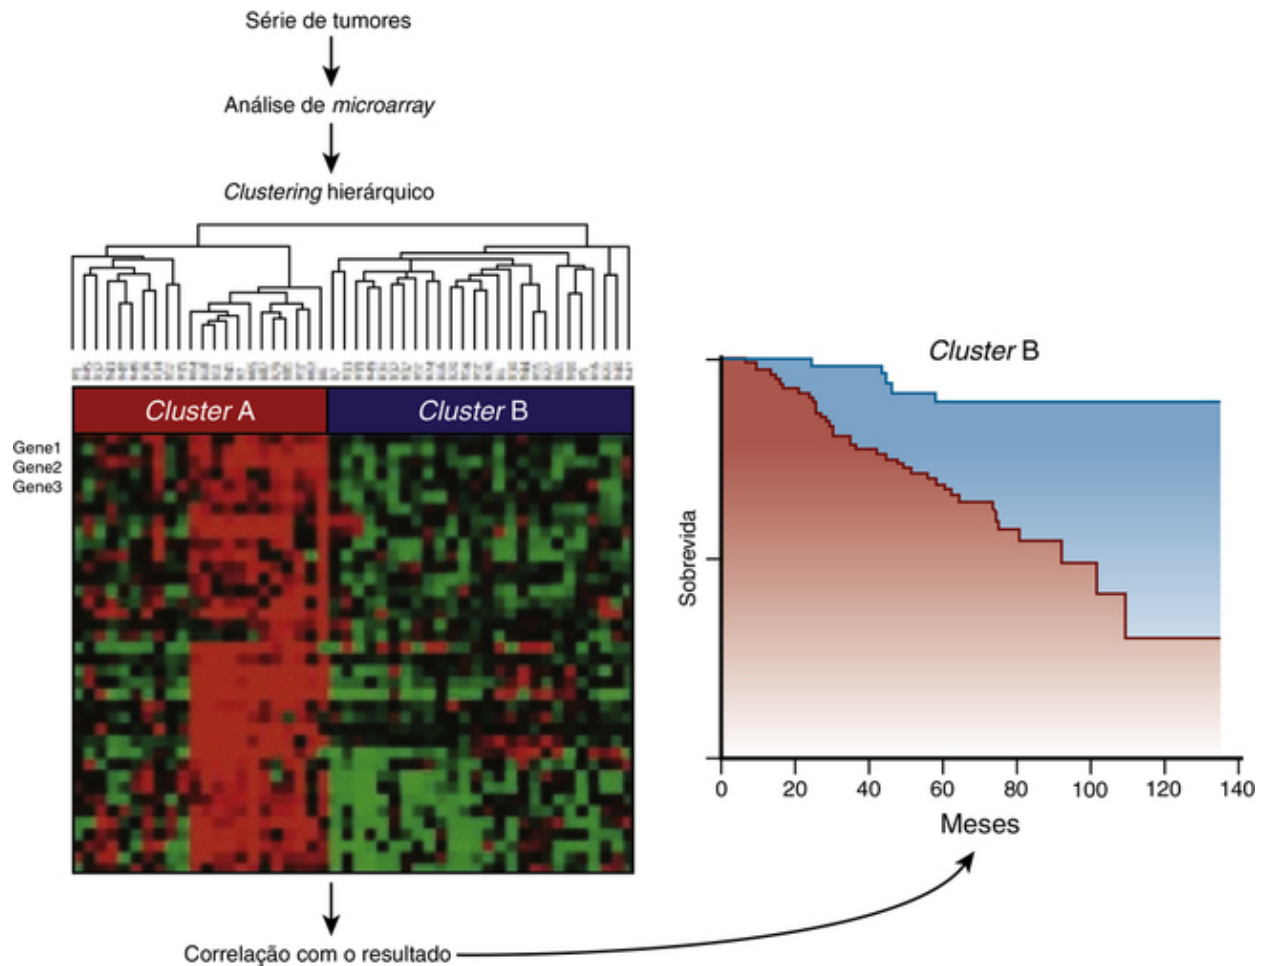 Série de tumores
Análise de microarray
Clustering hierárquico
Cluster A
Cluster B
Gene1
Gene2
Gene3
Correlação com o resultado
Cluster B
Sobrevida
0 20 40 60 80 100 120 140
Meses